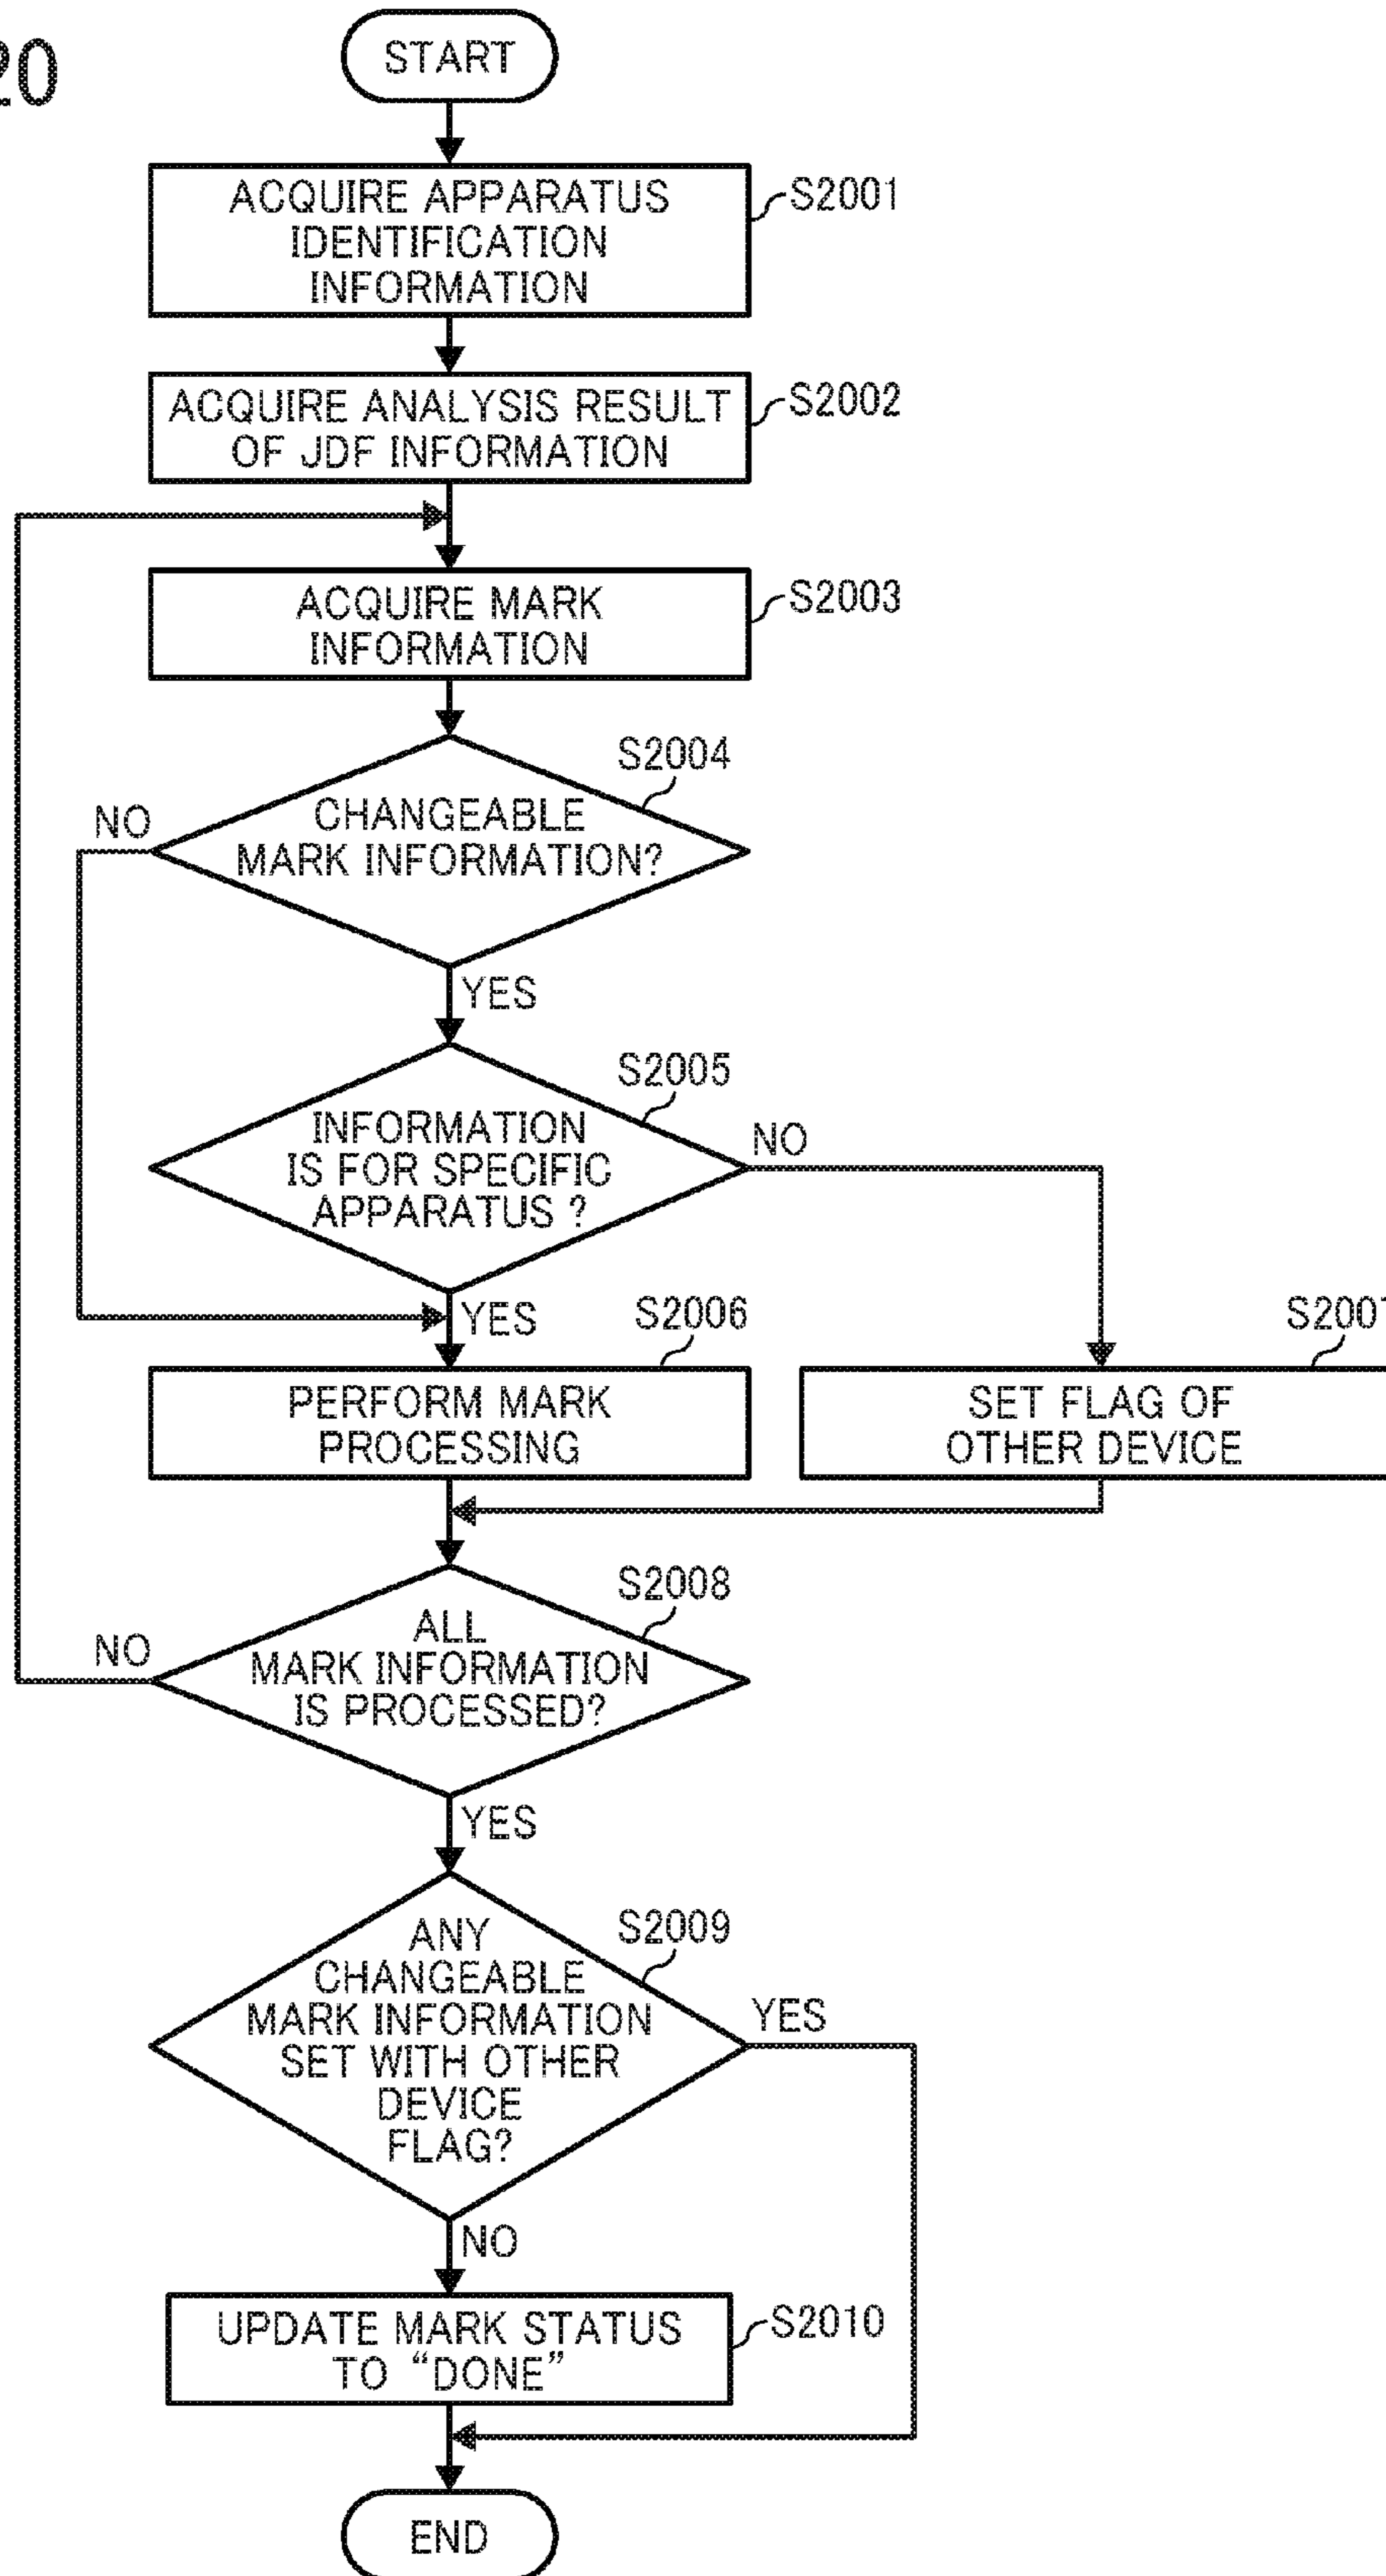 20
START
ACQUIRE APPARATUS
IDENTIFICATION
INFORMATION
S2001
ACQUIRE ANALYSIS RESULT
OF JDF INFORMATION
S2002
ACQUIRE MARK
INFORMATION
S2003
S2004
NO
CHANGEABLE
MARK INFORMATION?
YES
S2005
INFORMATION
IS FOR SPECIFIC
APPARATUS ?
NO
YES
S2006
PERFORM MARK
PROCESSING
SET FLAG OF
OTHER DEVICE
S2008
NO
ALL
MARK INFORMATION
IS PROCESSED?
YES
S2009
ANY
CHANGEABLE
MARK INFORMATION
SET WITH OTHER
DEVICE
FLAG?
YES
NO
UPDATE MARK STATUS
TO “DONE”
S2010
END